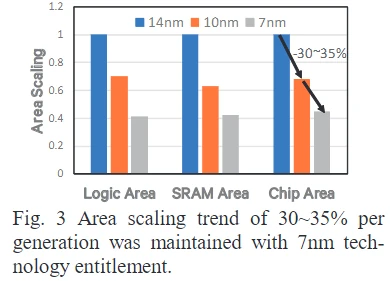 1.2
14nm 10nm 7nm
1
-30~35%
0.8
0.6
0.4
0.2
0
Area Scaling
Logic Area SRAM Area Chip Area
Fig. 3 Area scaling trend of 30~35% per
generation was maintained with 7nm tech-
nology entitlement.